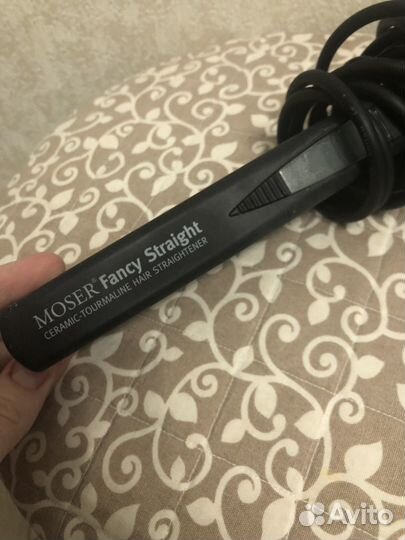 MOSER® Fancy Straight
CERAMIC-TOURMALINE HAIR STRAIGHTENER
Avito